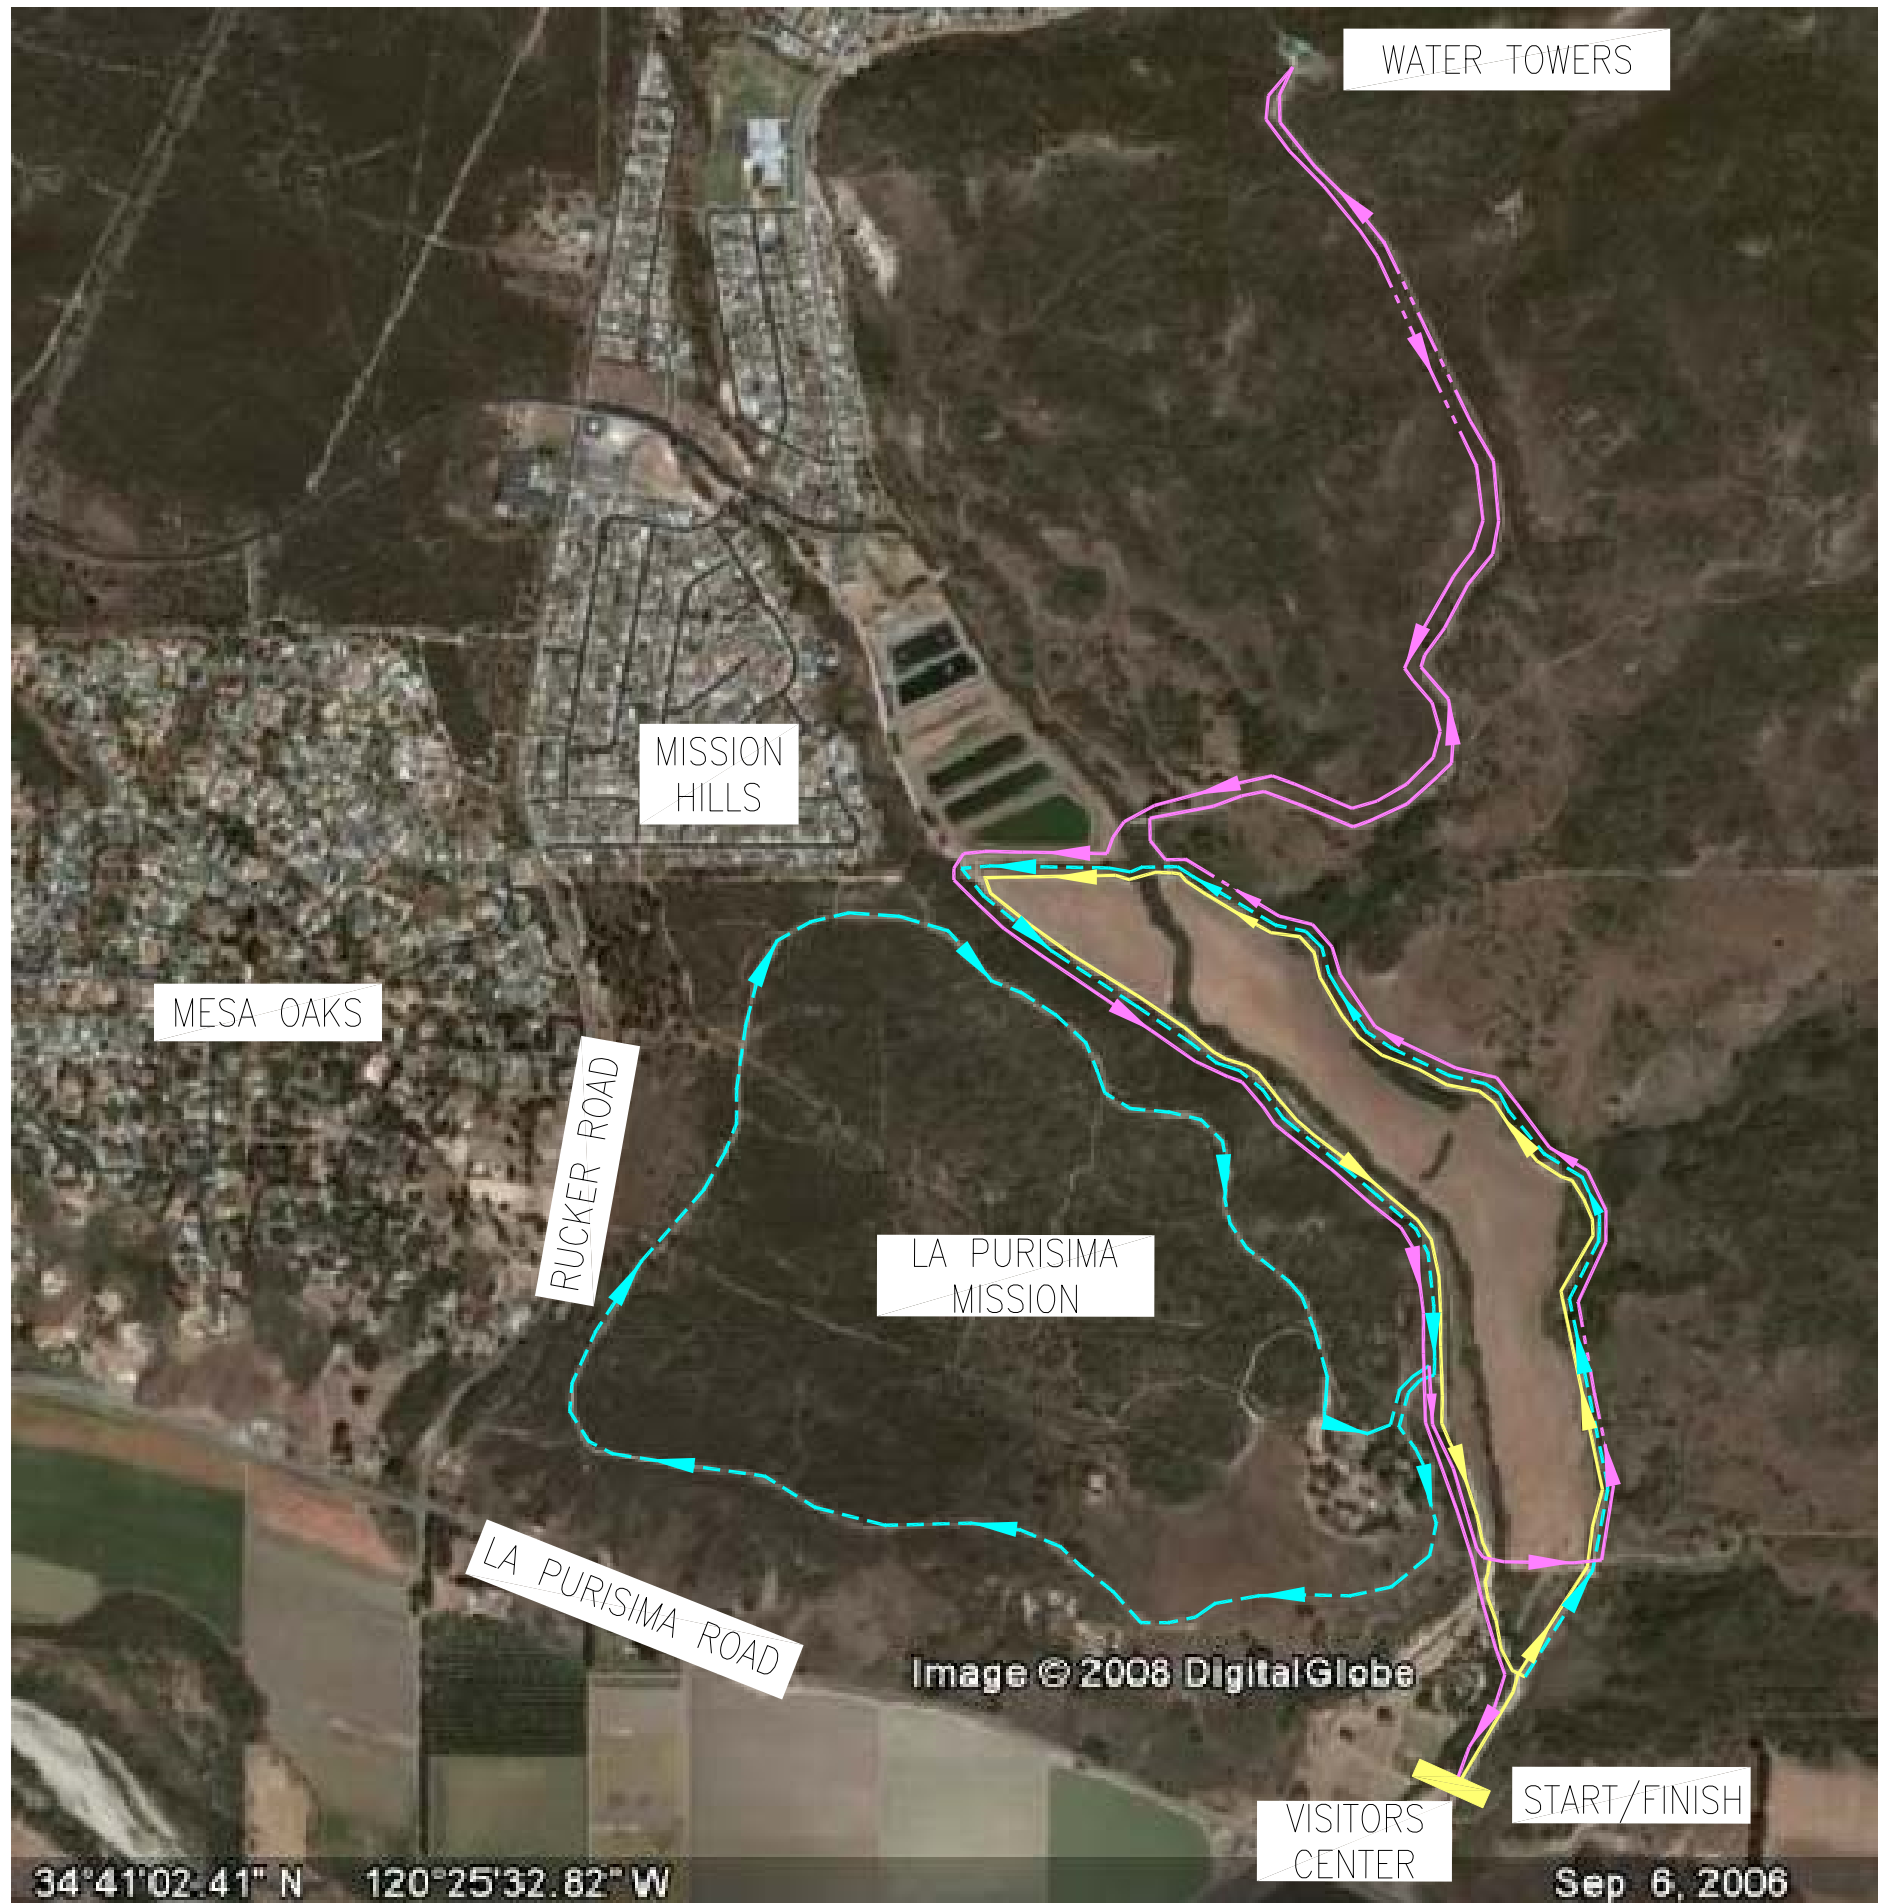 WATER TOWERS
MISSION
HILLS
MESA OAKS
RUCKER ROAD
LA PURISIMA
MISSION
LA PURISIMA ROAD
Image © 2008 DigitalGlobe
START/FINISH
VISITORS
CENTER
34°41'02.41" N 120°25'32.82" W
Sep 6, 2006